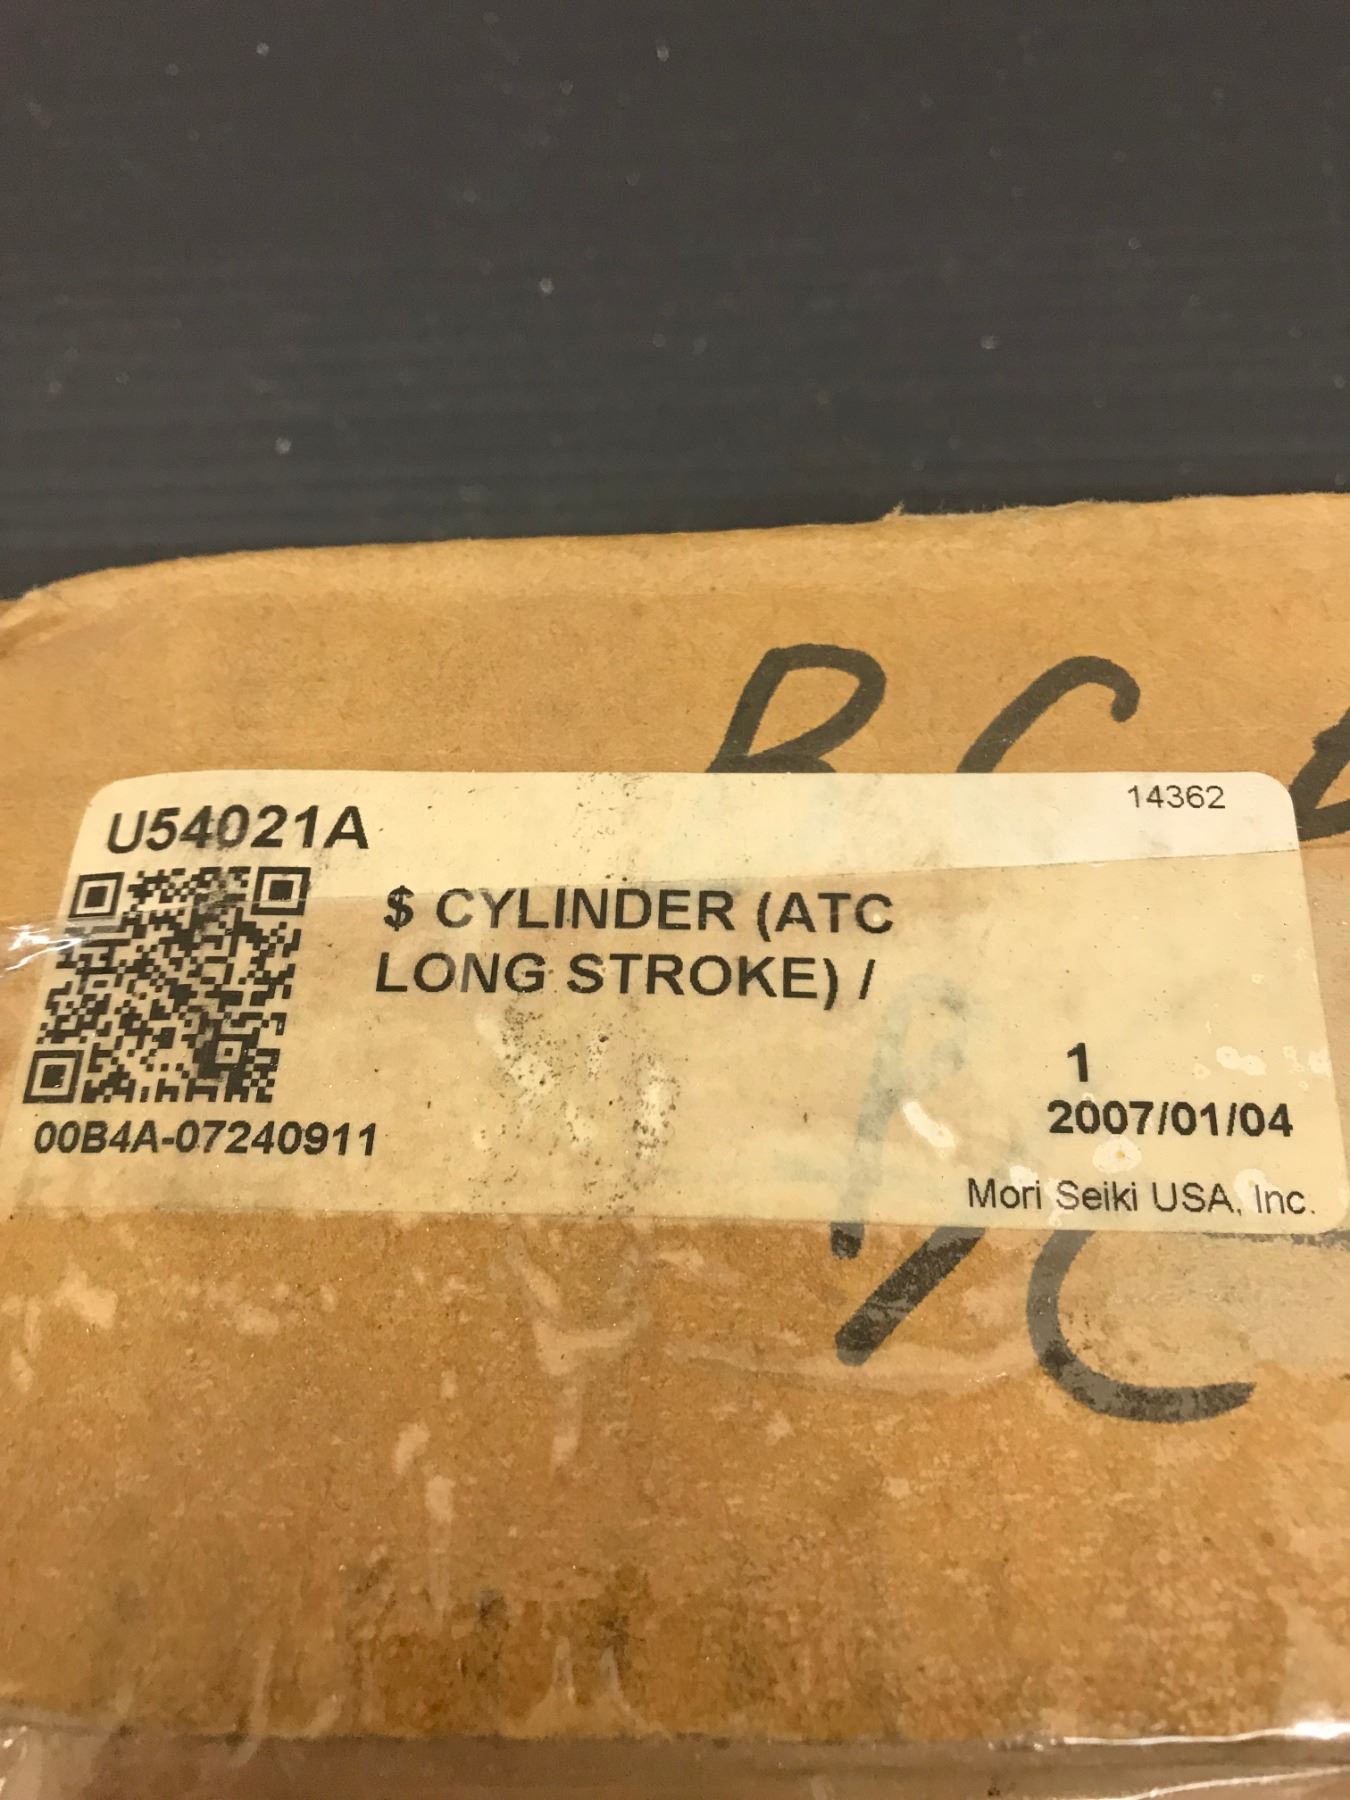 14362
U54021A
$ CYLINDER (ATC
LONG STROKE) /
1
2007/01/04
00B4A-07240911
Mori Seiki USA, Inc.